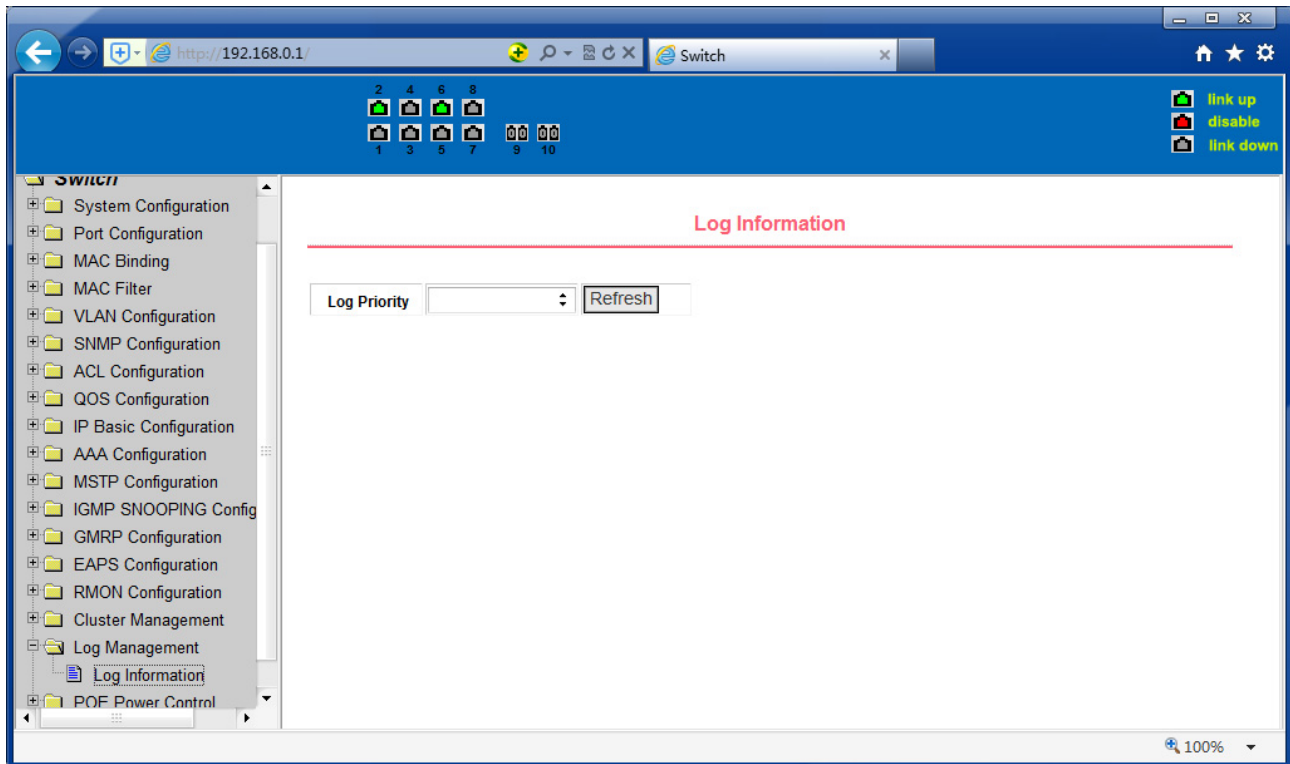 http://192.168.0.1/
Switch
2 4 6 8
1 3 5 7 9 10
link up
disable
link down
Switch
System Configuration
Port Configuration
MAC Binding
MAC Filter
VLAN Configuration
SNMP Configuration
ACL Configuration
QOS Configuration
IP Basic Configuration
AAA Configuration
MSTP Configuration
IGMP SNOOPING Config
GMRP Configuration
EAPS Configuration
RMON Configuration
Cluster Management
Log Management
Log Information
POE Power Control
Log Information
Log Priority
Refresh
100%